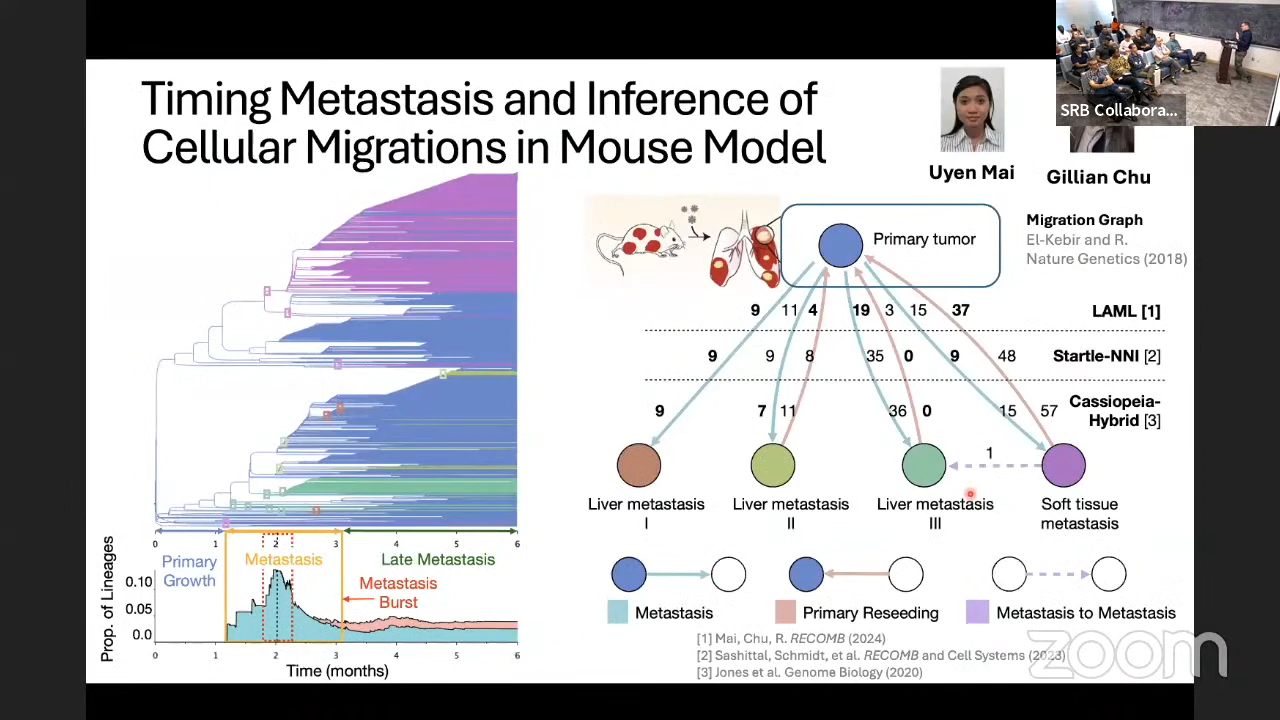 Timing Metastasis and Inference of
Cellular Migrations in Mouse Model
SRB Collabora...
Uyen Mai
Gillian Chu
Migration Graph
El-Kebir and R.
Nature Genetics (2018)
Primary tumor
9 11 4 19 3 15 37 LAML [1]
9 9 8 35 0 9 48 Startle-NNI [2]
9 7 11 36 0 15 57 Cassiopeia-
Hybrid [3]
1
Liver metastasis
I
Liver metastasis
II
Liver metastasis
III
Soft tissue
metastasis
0 1 2 3 4 5 6
Primary
Growth
Metastasis
Late Metastasis
Metastasis
Burst
Prop. of Lineages
0.10
0.05
0.0
0 1 2 3 4 5 6
Time (months)
Metastasis
Primary Reseeding
Metastasis to Metastasis
[1] Mai, Chu, R. RECOMB (2024)
[2] Sashittal, Schmidt, et al. RECOMB and Cell Systems (2023)
[3] Jones et al. Genome Biology (2020)
zoom